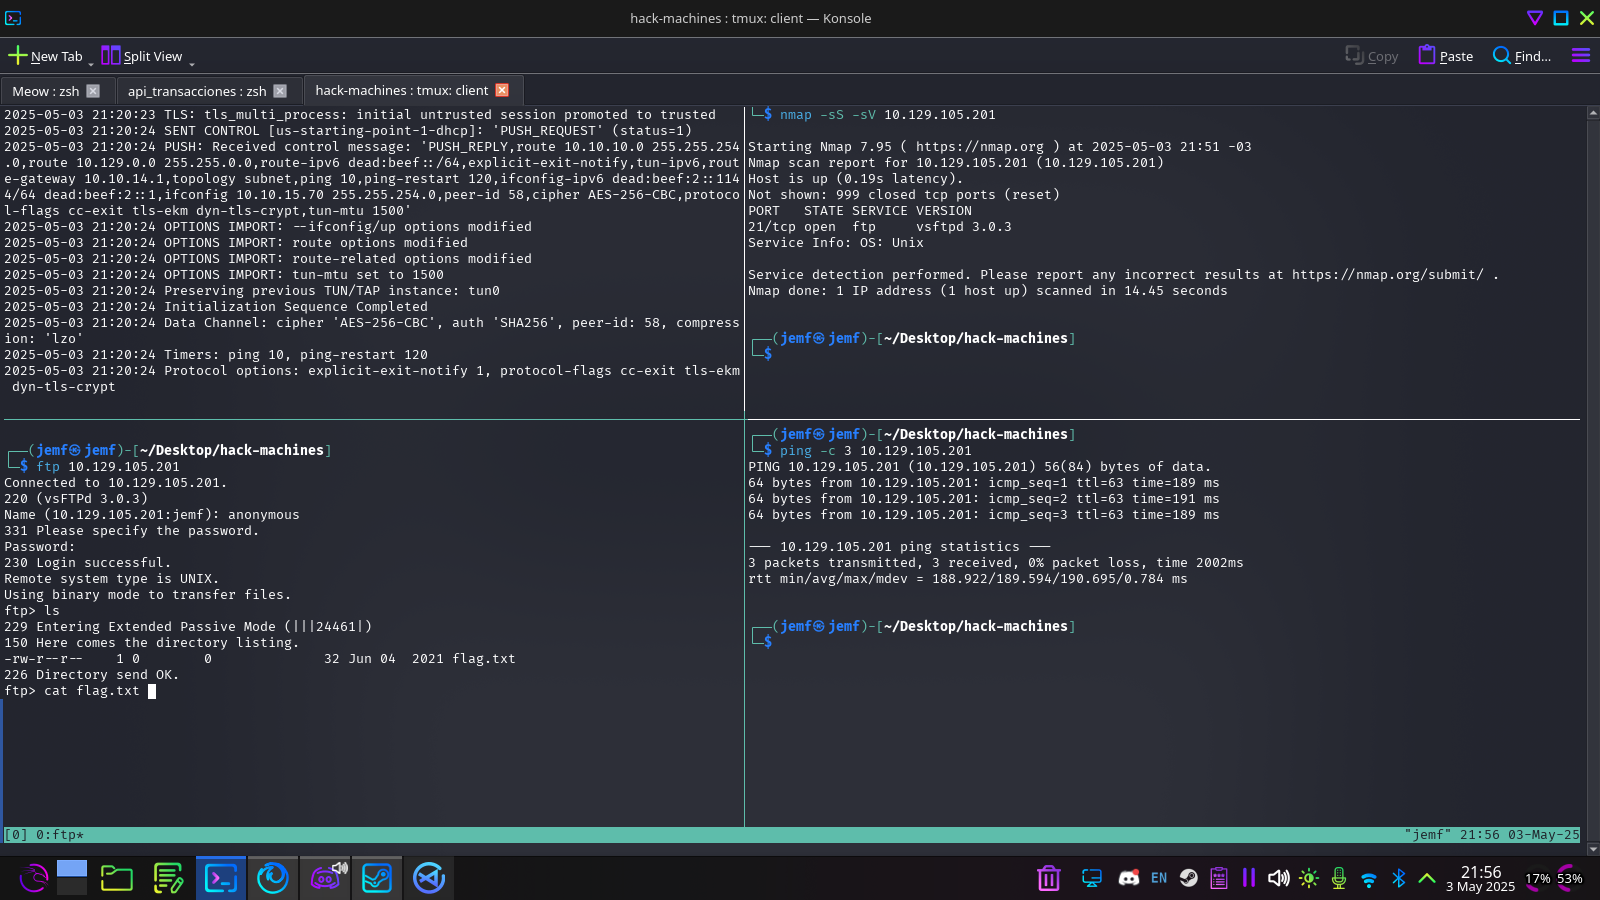 hack-machines : tmux: client — Konsole
New Tab
Split View
Copy
Paste
Find...
Meow : zsh
api_transacciones : zsh
hack-machines : tmux: client
2025-05-03 21:20:23 TLS: tls_multi_process: initial untrusted session promoted to trusted
2025-05-03 21:20:24 SENT CONTROL [us-starting-point-1-dhcp]: 'PUSH_REQUEST' (status=1)
2025-05-03 21:20:24 PUSH: Received control message: 'PUSH_REPLY,route 10.10.10.0 255.255.254
.0,route 10.129.0.0 255.255.0.0,route-ipv6 dead:beef::/64,explicit-exit-notify,tun-ipv6,rout
e-gateway 10.10.14.1,topology subnet,ping 10,ping-restart 120,ifconfig-ipv6 dead:beef:2::114
4/64 dead:beef:2::1,ifconfig 10.10.15.70 255.255.254.0,peer-id 58,cipher AES-256-CBC,protoco
l-flags cc-exit tls-ekm dyn-tls-crypt,tun-mtu 1500'
2025-05-03 21:20:24 OPTIONS IMPORT: --ifconfig/up options modified
2025-05-03 21:20:24 OPTIONS IMPORT: route options modified
2025-05-03 21:20:24 OPTIONS IMPORT: route-related options modified
2025-05-03 21:20:24 OPTIONS IMPORT: tun-mtu set to 1500
2025-05-03 21:20:24 Preserving previous TUN/TAP instance: tun0
2025-05-03 21:20:24 Initialization Sequence Completed
2025-05-03 21:20:24 Data Channel: cipher 'AES-256-CBC', auth 'SHA256', peer-id: 58, compress
ion: 'lzo'
2025-05-03 21:20:24 Timers: ping 10, ping-restart 120
2025-05-03 21:20:24 Protocol options: explicit-exit-notify 1, protocol-flags cc-exit tls-ekm
 dyn-tls-crypt
└─$ nmap -sS -sV 10.129.105.201
Starting Nmap 7.95 ( https://nmap.org ) at 2025-05-03 21:51 -03
Nmap scan report for 10.129.105.201 (10.129.105.201)
Host is up (0.19s latency).
Not shown: 999 closed tcp ports (reset)
PORT   STATE SERVICE VERSION
21/tcp open  ftp     vsftpd 3.0.3
Service Info: OS: Unix
Service detection performed. Please report any incorrect results at https://nmap.org/submit/ .
Nmap done: 1 IP address (1 host up) scanned in 14.45 seconds
┌──(jemf㉿jemf)-[~/Desktop/hack-machines]
└─$
┌──(jemf㉿jemf)-[~/Desktop/hack-machines]
└─$ ftp 10.129.105.201
Connected to 10.129.105.201.
220 (vsFTPd 3.0.3)
Name (10.129.105.201:jemf): anonymous
331 Please specify the password.
Password:
230 Login successful.
Remote system type is UNIX.
Using binary mode to transfer files.
ftp> ls
229 Entering Extended Passive Mode (|||24461|)
150 Here comes the directory listing.
-rw-r--r--    1 0        0              32 Jun 04  2021 flag.txt
226 Directory send OK.
ftp> cat flag.txt
┌──(jemf㉿jemf)-[~/Desktop/hack-machines]
└─$ ping -c 3 10.129.105.201
PING 10.129.105.201 (10.129.105.201) 56(84) bytes of data.
64 bytes from 10.129.105.201: icmp_seq=1 ttl=63 time=189 ms
64 bytes from 10.129.105.201: icmp_seq=2 ttl=63 time=191 ms
64 bytes from 10.129.105.201: icmp_seq=3 ttl=63 time=189 ms
--- 10.129.105.201 ping statistics ---
3 packets transmitted, 3 received, 0% packet loss, time 2002ms
rtt min/avg/max/mdev = 188.922/189.594/190.695/0.784 ms
┌──(jemf㉿jemf)-[~/Desktop/hack-machines]
└─$
[0] 0:ftp*
"jemf" 21:56 03-May-25
EN
21:56
3 May 2025
17%
53%